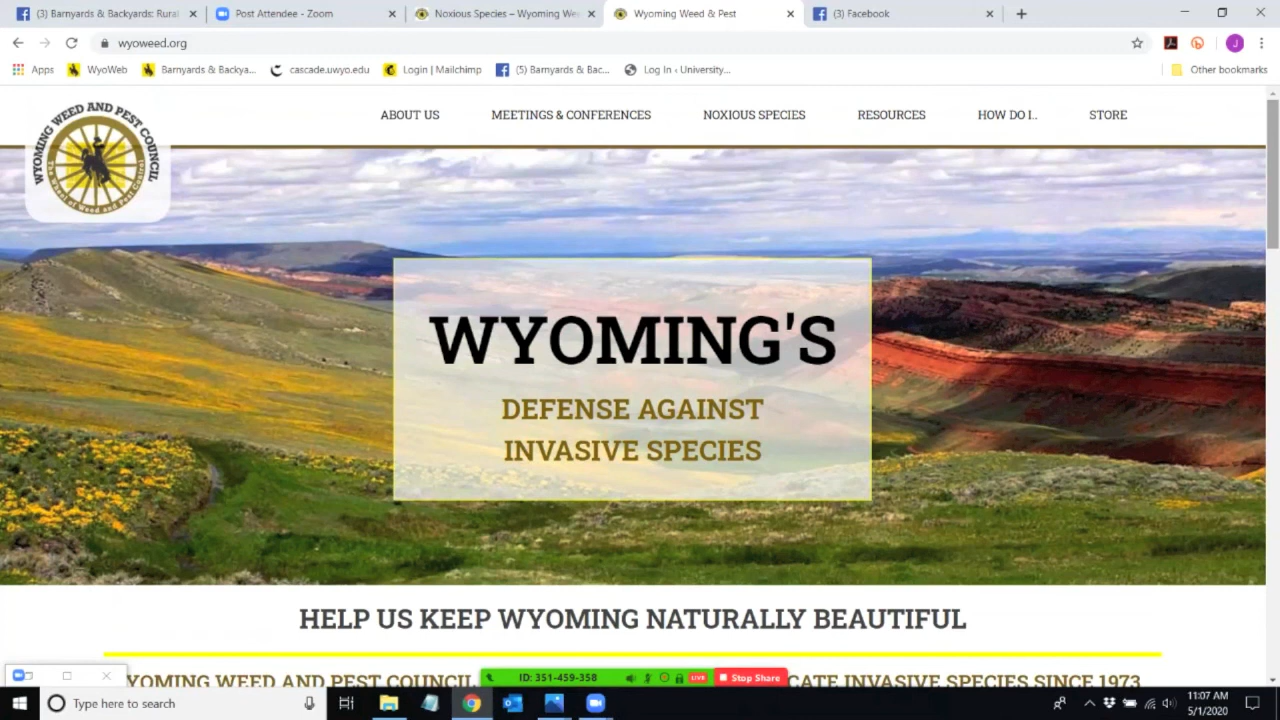 (3) Barnyards & Backyards: Rural
Post Attendee - Zoom
Noxious Species – Wyoming Wee
Wyoming Weed & Pest
(3) Facebook
wyoweed.org
J
Apps
WyoWeb
Barnyards & Backya...
cascade.uwyo.edu
Login | Mailchimp
(5) Barnyards & Bac...
Log In ‹ University...
Other bookmarks
WYOMING WEED AND PEST COUNCIL
ABOUT US
MEETINGS & CONFERENCES
NOXIOUS SPECIES
RESOURCES
HOW DO I..
STORE
WYOMING'S
DEFENSE AGAINST
INVASIVE SPECIES
HELP US KEEP WYOMING NATURALLY BEAUTIFUL
YOMING WEED AND PEST COUNCIL
CATE INVASIVE SPECIES SINCE 1973
ID: 351-459-358
LIVE
Stop Share
Type here to search
11:07 AM
5/1/2020